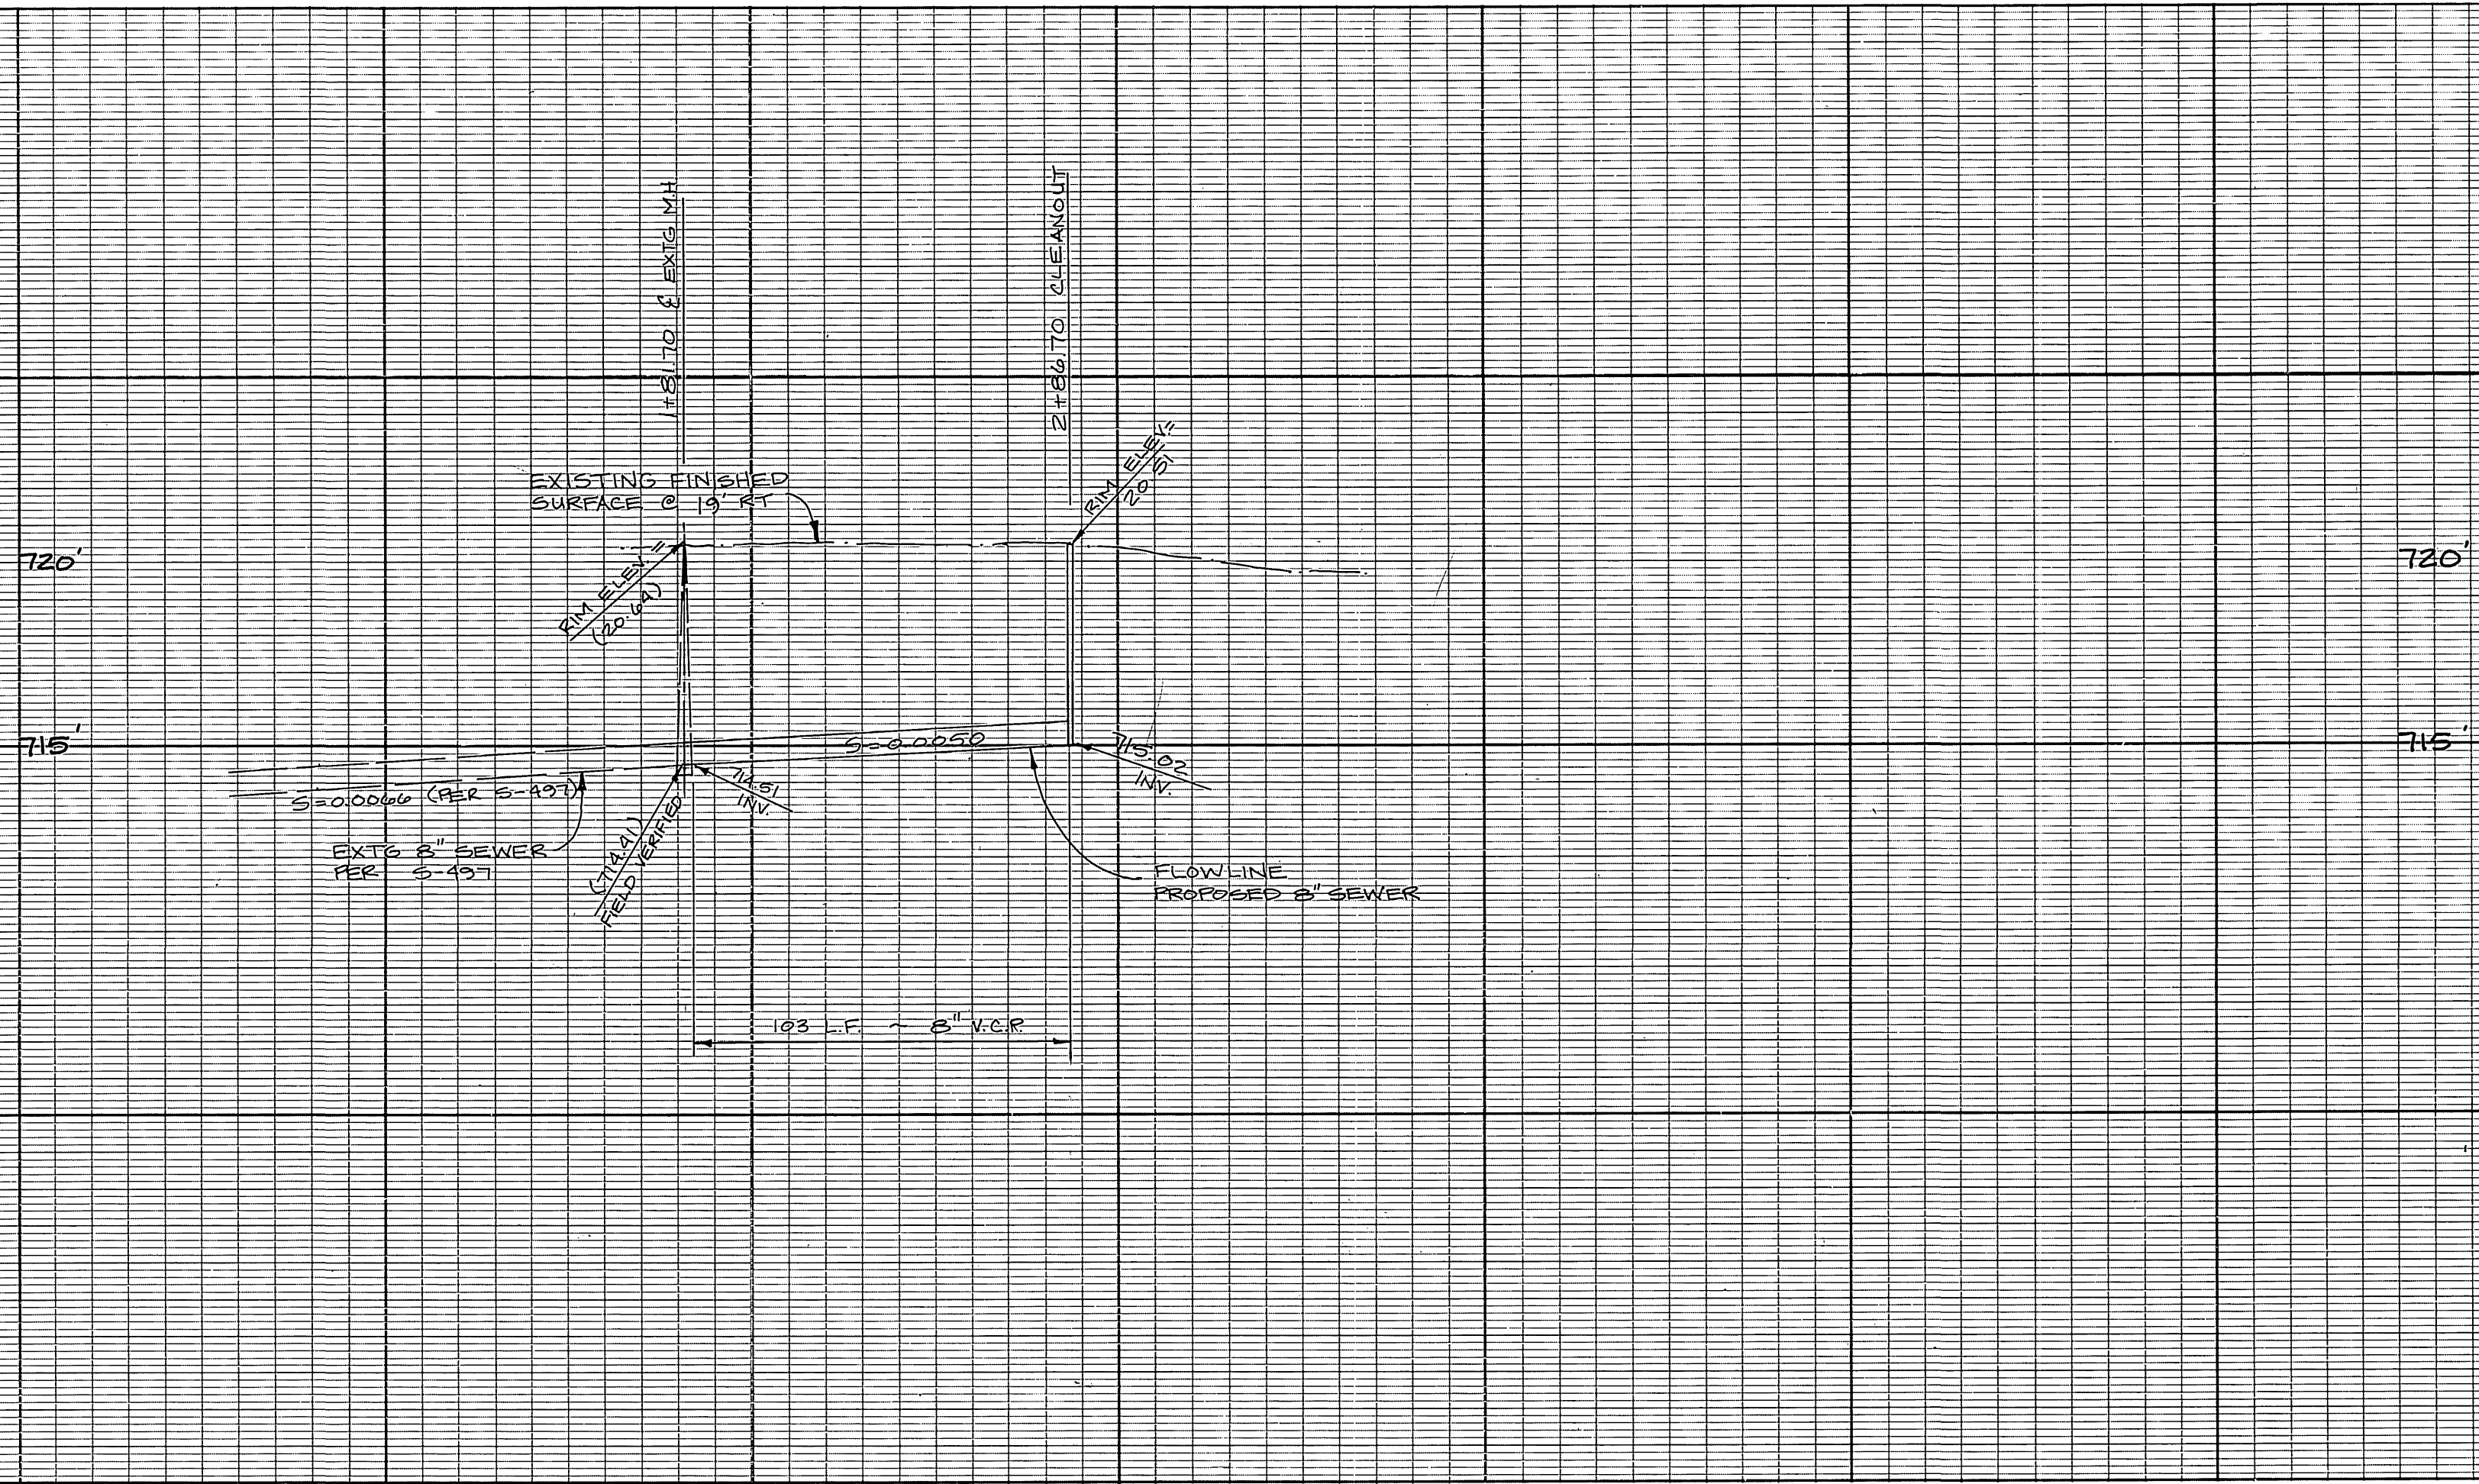 1+81.70 ℄ EXTG M.H.
2+86.70 CLEANOUT
RIM ELEV.=
20.51
EXISTING FINISHED
SURFACE @ 19' RT
720'
720'
RIM ELEV. =
(20.64)
715'
715'
S=0.0050
715.02
INV.
714.51
INV.
S=0.0066 (PER S-497)
(714.41)
FIELD VERIFIED
EXTG 8" SEWER
PER S-497
FLOWLINE
PROPOSED 8" SEWER
103 L.F. ~ 8" V.C.P.